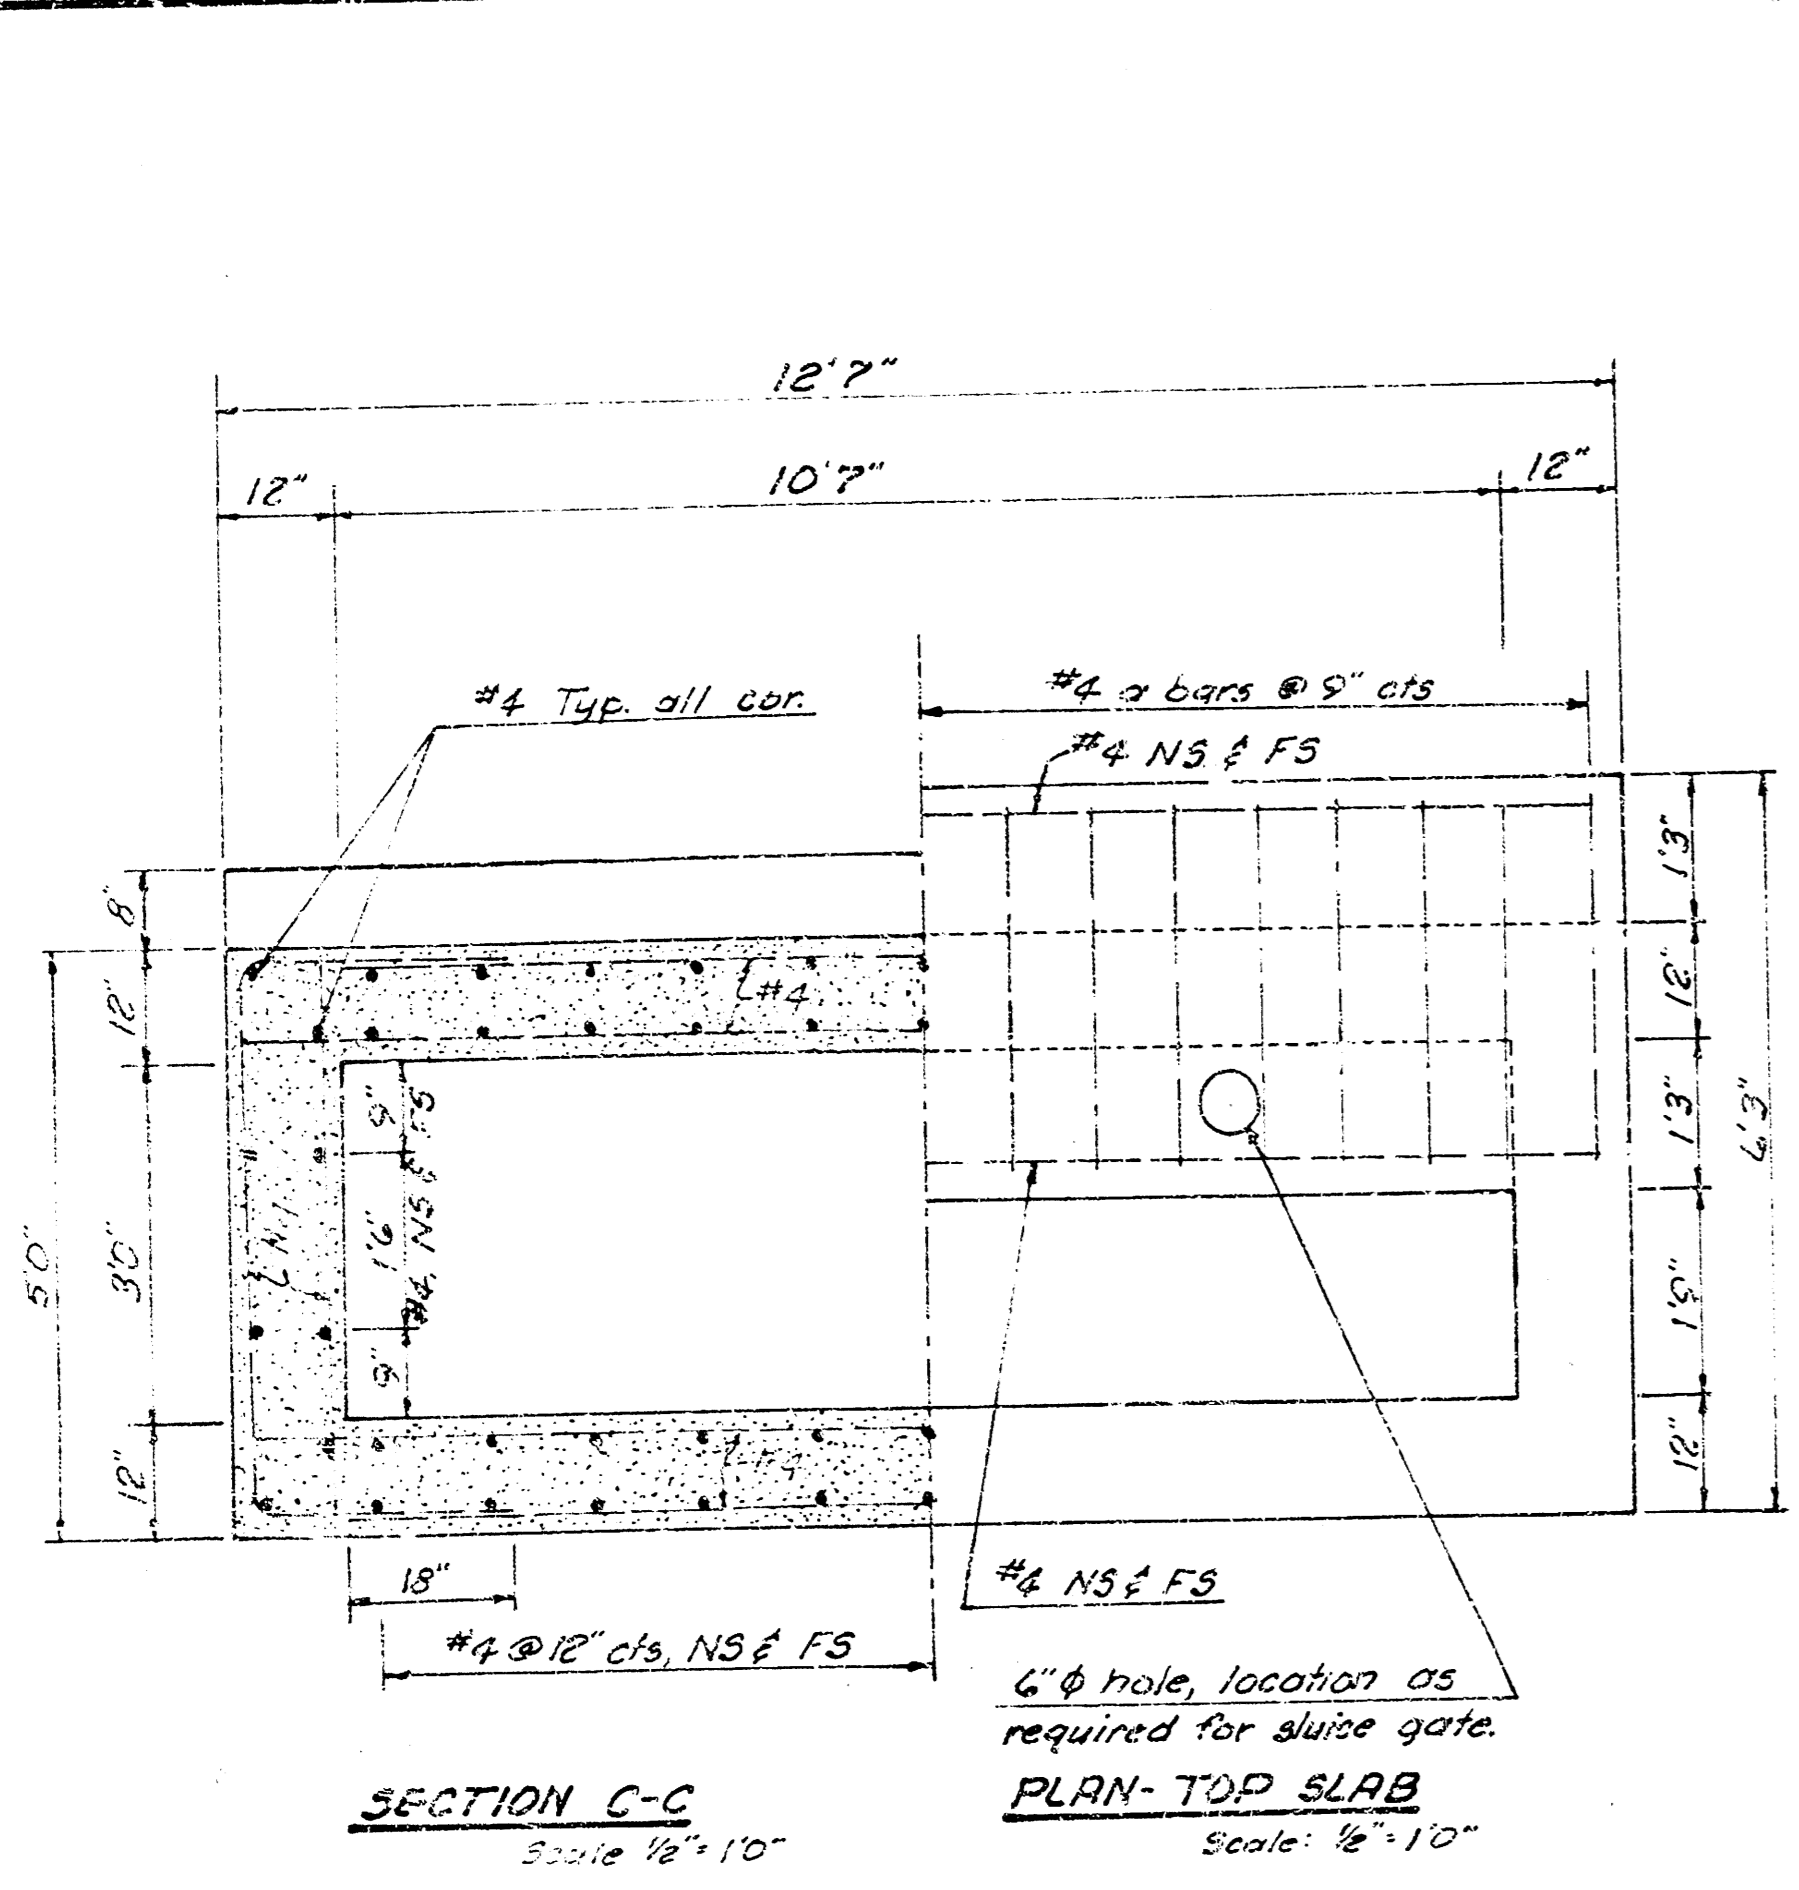 12'7"
12"
10'7"
12"
#4 Typ. all cor.
#4 a bars @ 9" cts
#4 NS & FS
8"
12"
3'0"
12"
5'0"
#4
9"
1'6"
9"
#4, NS & FS
#4
#4
1'3"
12"
1'3"
1'9"
12"
6'3"
18"
#4 @ 12" cts, NS & FS
#4 NS & FS
6" φ hole, location as
required for sluice gate.
SECTION C-C
Scale ½" = 1'0"
PLAN- TOP SLAB
Scale: ½" = 1'0"